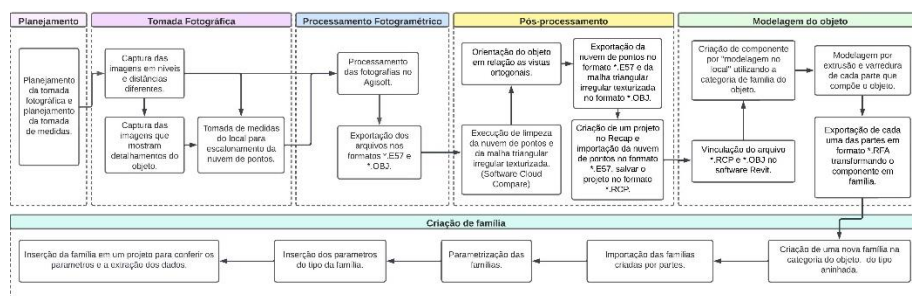 Planejamento
Planejamento
da tomada
fotográfica e
planejamento
da tomada de
medidas.
Tomada Fotográfica
Captura das
imagens em níveis
e distâncias
diferentes.
Captura das
imagens que
mostram
detalhamentos do
objeto.
Tomada de medidas
do local para
escalonamento da
nuvem de pontos.
Processamento Fotogramétrico
Processamento
das fotografias no
Agisoft.
Exportação dos
arquivos nos
formatos *.E57 e
*.OBJ.
Pós-processamento
Orientação do objeto
em relação as vistas
ortogonais.
Execução de limpeza
da nuvem de pontos e
da malha triangular
irregular texturizada.
(Software Cloud
Compare)
Exportação da
nuvem de pontos no
formato *.E57 e da
malha triangular
irregular texturizada
no formato *.OBJ.
Criação de um projeto
no Recap e
importação da nuvem
de pontos no formato
*.E57, salvar o
projeto no formato
*.RCP.
Modelagem do objeto
Criação de componente
por "modelagem no
local" utilizando a
categoria de família do
objeto.
Vinculação do arquivo
*.RCP e *.OBJ no
software Revit.
Modelagem por
extrusão e varredura
de cada parte que
compõe o objeto.
Exportação de cada
uma das partes em
formato *.RFA
transformando o
componente em
família.
Criação de família
Inserção da família em um projeto para conferir os
parametros e a extração dos dados.
Inserção dos parametros
do tipo da família.
Parametrização das
famílias.
Importação das famílias
criadas por partes.
Criação de uma nova família na
categoria do objeto, do tipo
aninhada.